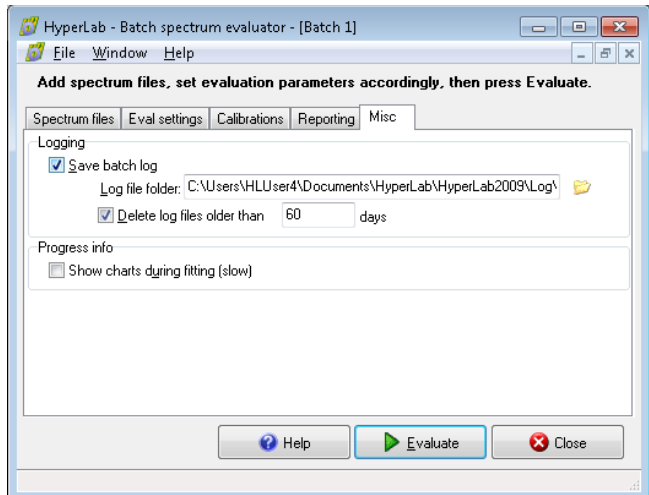 HyperLab - Batch spectrum evaluator - [Batch 1]
File Window Help
Add spectrum files, set evaluation parameters accordingly, then press Evaluate.
Spectrum files Eval settings Calibrations Reporting Misc
Logging
Save batch log
Log file folder: C:\Users\HLUser4\Documents\HyperLab\HyperLab2009\Log\
Delete log files older than 60 days
Progress info
Show charts during fitting (slow)
Help Evaluate Close